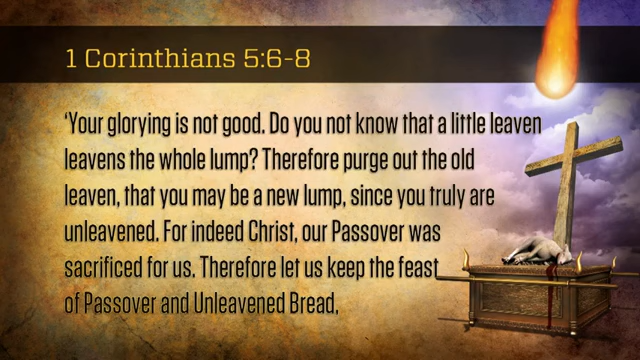 1 Corinthians 5:6-8
‘Your glorying is not good. Do you not know that a little leaven
leavens the whole lump? Therefore purge out the old
leaven, that you may be a new lump, since you truly are
unleavened. For indeed Christ, our Passover was
sacrificed for us. Therefore let us keep the feast
of Passover and Unleavened Bread,